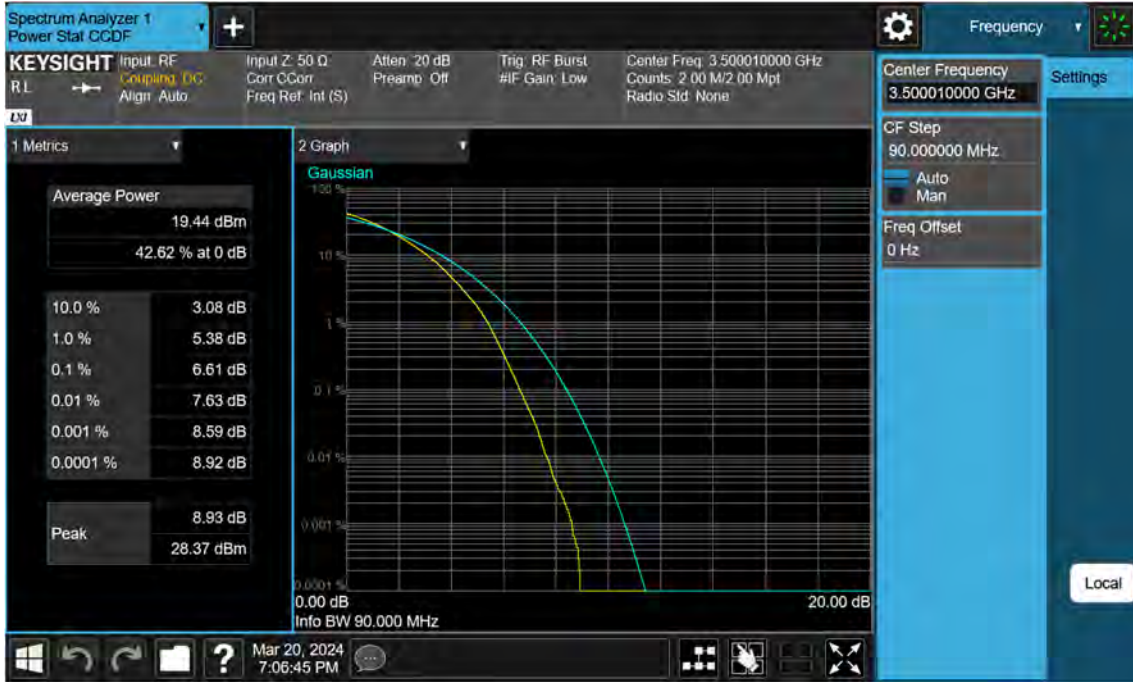 Spectrum Analyzer 1
Power Stat CCDF
Frequency
KEYSIGHT
R L
LXI
Input: RF
Coupling: DC
Align: Auto
Input Z: 50 Ω
Corr CCorr
Freq Ref: Int (S)
Atten: 20 dB
Preamp: Off
Trig: RF Burst
#IF Gain: Low
Center Freq: 3.500010000 GHz
Counts: 2.00 M/2.00 Mpt
Radio Std: None
Center Frequency
3.500010000 GHz
Settings
CF Step
90.000000 MHz
Auto
Man
Freq Offset
0 Hz
1 Metrics
Average Power
19.44 dBm
42.62 % at 0 dB
10.0 % 3.08 dB
1.0 % 5.38 dB
0.1 % 6.61 dB
0.01 % 7.63 dB
0.001 % 8.59 dB
0.0001 % 8.92 dB
Peak
8.93 dB
28.37 dBm
2 Graph
Gaussian
100 %
10 %
1 %
0.1 %
0.01 %
0.001 %
0.0001 %
0.00 dB 20.00 dB
Info BW 90.000 MHz
Local
Mar 20, 2024
7:06:45 PM